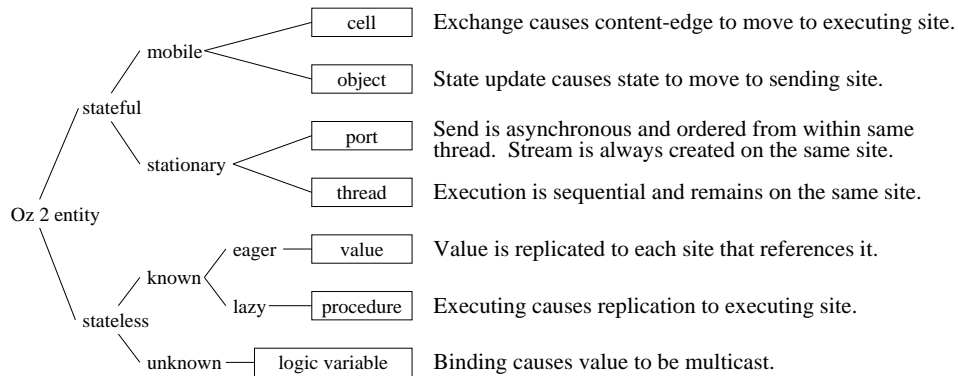 cell Exchange causes content-edge to move to executing site.
mobile
object State update causes state to move to sending site.
stateful
port Send is asynchronous and ordered from within same
thread. Stream is always created on the same site.
stationary
thread Execution is sequential and remains on the same site.
Oz 2 entity
eager value Value is replicated to each site that references it.
known
lazy procedure Executing causes replication to executing site.
stateless
unknown logic variable Binding causes value to be multicast.